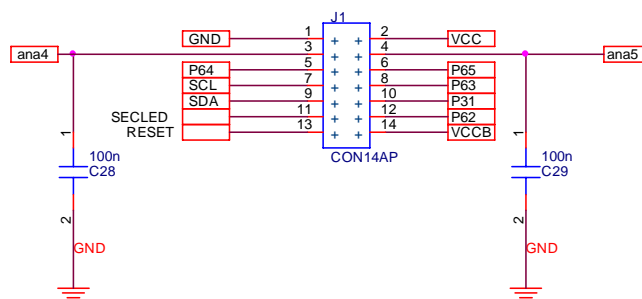 J1
GND 1 2 VCC
ana4 3 4 ana5
P64 5 6 P65
SCL 7 8 P63
SDA 9 10 P31
SECLED 11 12 P62
RESET 13 14 VCCB
CON14AP
1 1
100n 100n
C28 C29
2 2
GND GND